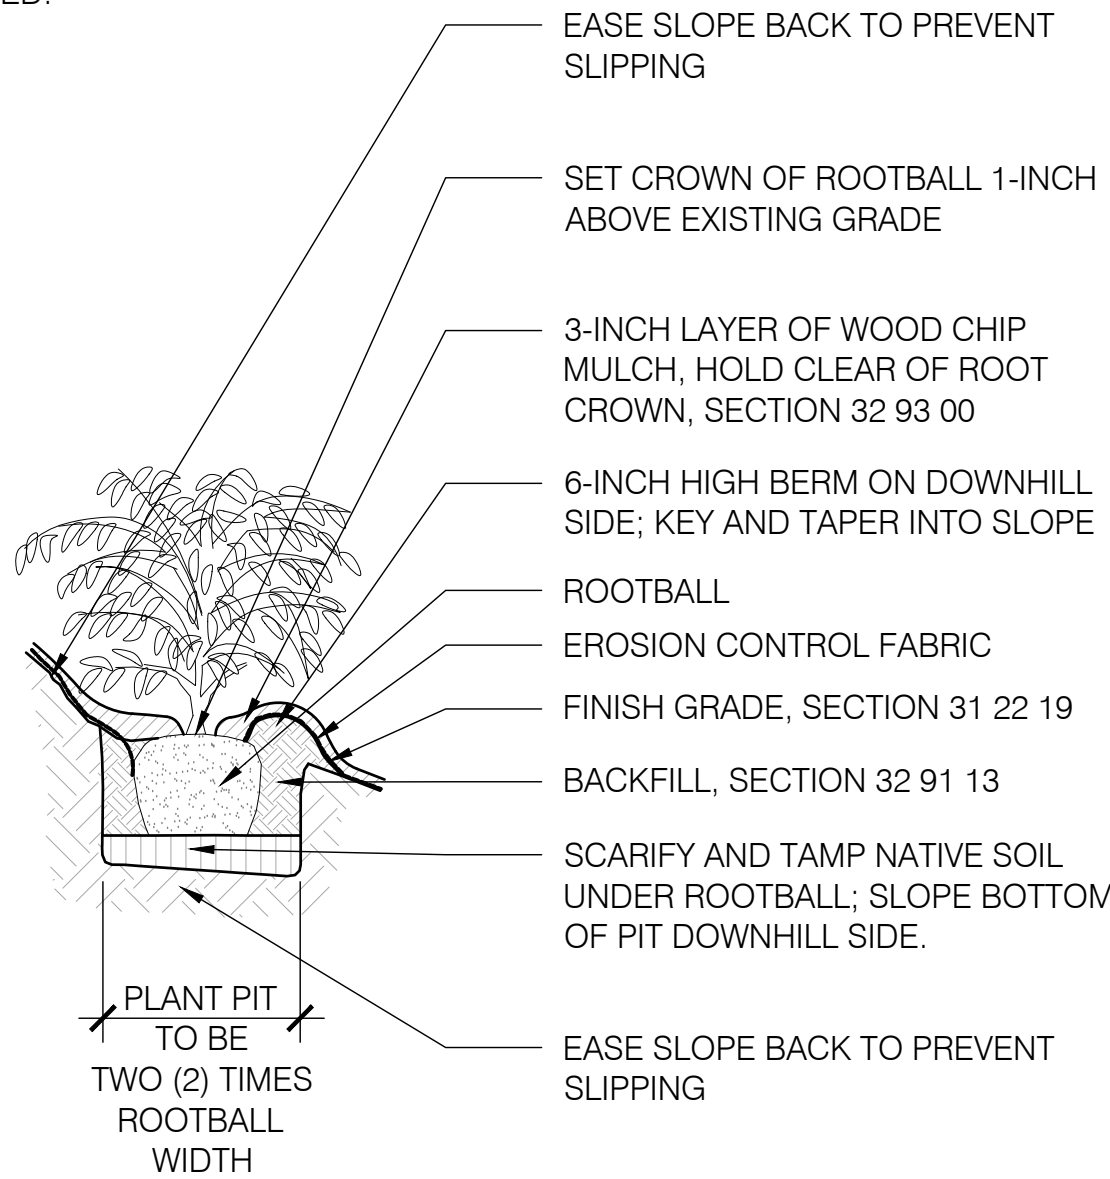 EASE SLOPE BACK TO PREVENT
SLIPPING
SET CROWN OF ROOTBALL 1-INCH
ABOVE EXISTING GRADE
3-INCH LAYER OF WOOD CHIP
MULCH, HOLD CLEAR OF ROOT
CROWN, SECTION 32 93 00
6-INCH HIGH BERM ON DOWNHILL
SIDE; KEY AND TAPER INTO SLOPE
ROOTBALL
EROSION CONTROL FABRIC
FINISH GRADE, SECTION 31 22 19
BACKFILL, SECTION 32 91 13
SCARIFY AND TAMP NATIVE SOIL
UNDER ROOTBALL; SLOPE BOTTOM
OF PIT DOWNHILL SIDE.
EASE SLOPE BACK TO PREVENT
SLIPPING
PLANT PIT
TO BE
TWO (2) TIMES
ROOTBALL
WIDTH